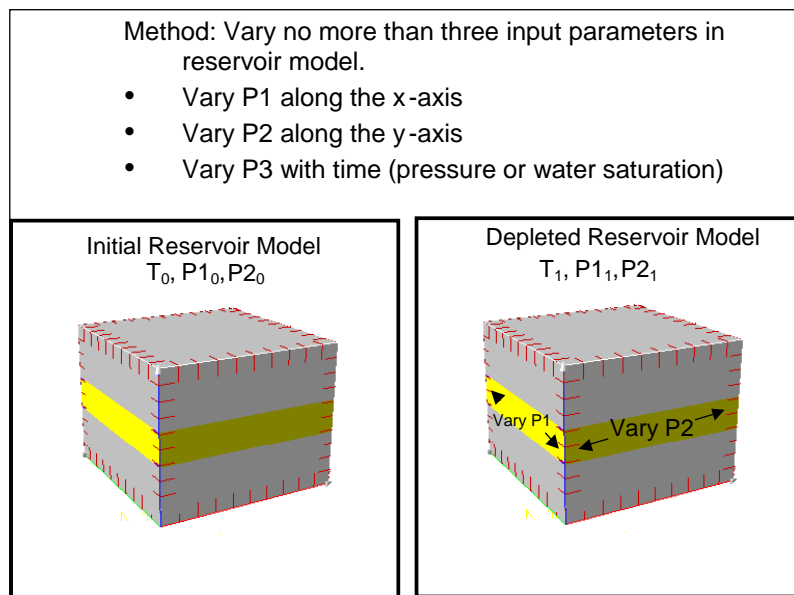 Method: Vary no more than three input parameters in
reservoir model.
• Vary P1 along the x-axis
• Vary P2 along the y-axis
• Vary P3 with time (pressure or water saturation)
Initial Reservoir Model
T₀, P1₀,P2₀
Depleted Reservoir Model
T₁, P1₁,P2₁
Vary P1
Vary P2